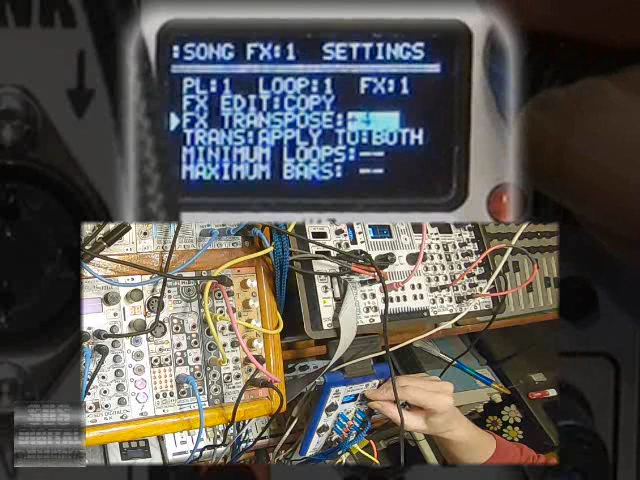 :SONG FX:1 SETTINGS
PL:1 LOOP:1 FX:1
FX EDIT:COPY
FX TRANSPOSE:
TRANS:APPLY TO:BOTH
MINIMUM LOOPS:--
MAXIMUM BARS: --